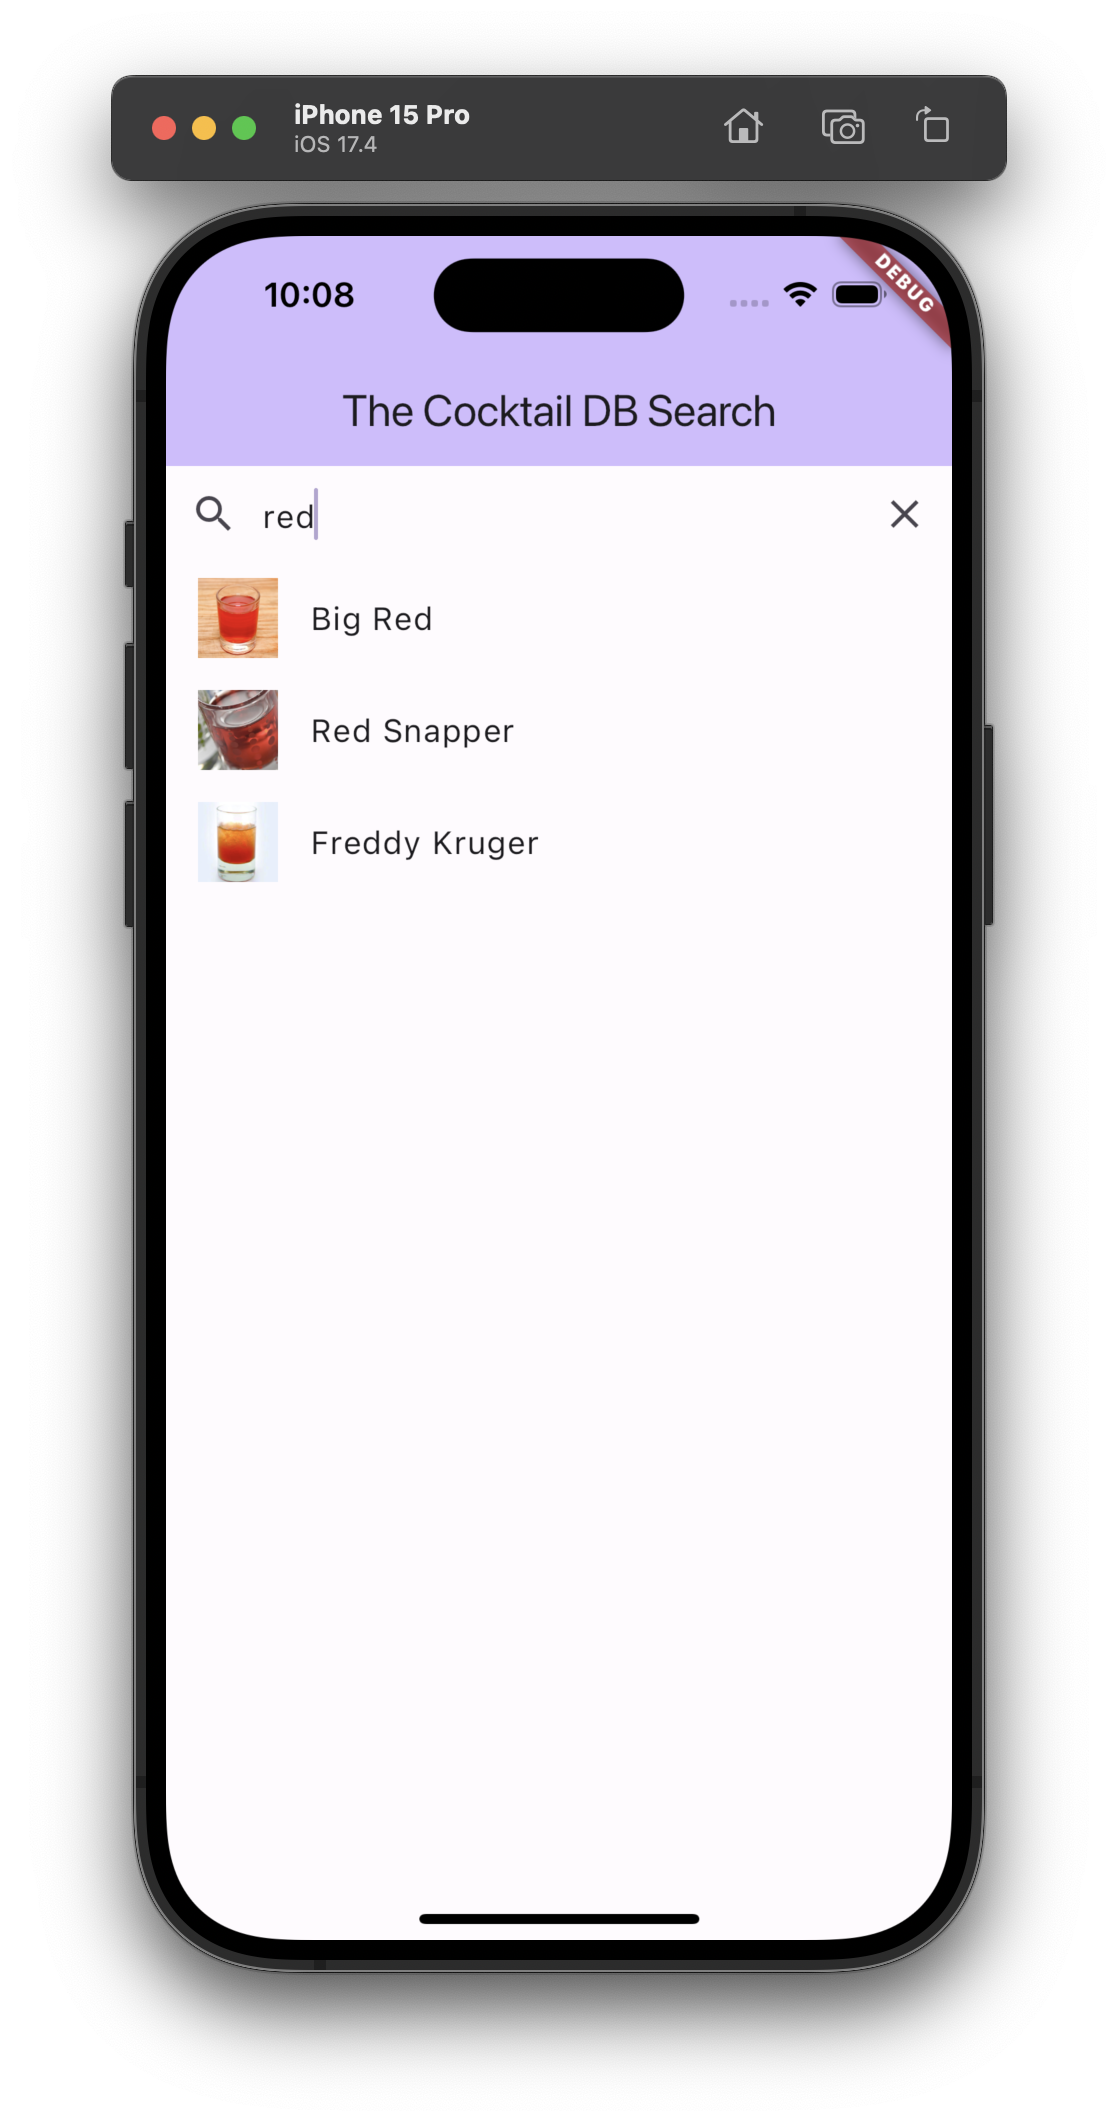 iPhone 15 Pro
iOS 17.4
10:08
DEBUG
The Cocktail DB Search
red
Big Red
Red Snapper
Freddy Kruger